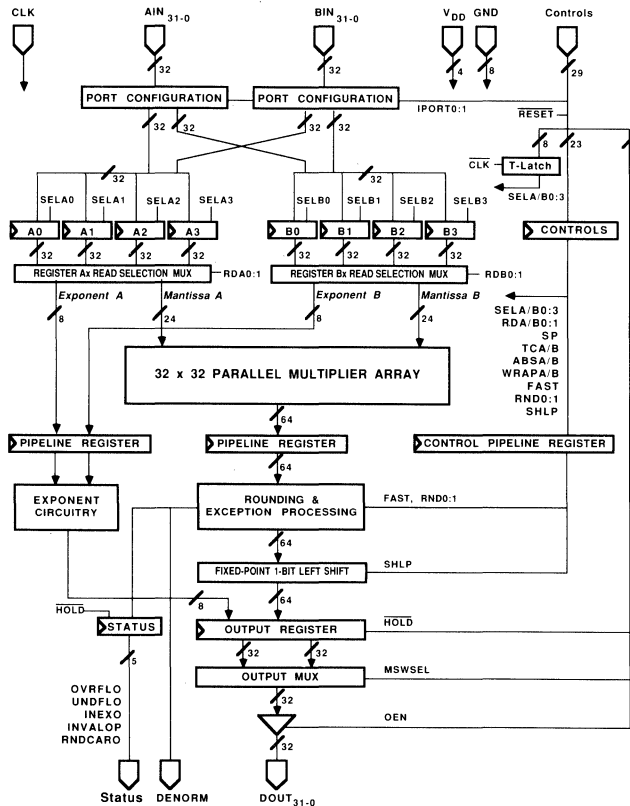 CLK
AIN 31-0
BIN 31-0
VDD GND
Controls
32
32
4
8
29
PORT CONFIGURATION
PORT CONFIGURATION
IPORT0:1
RESET
32
32
32
32
8
23
CLK
T-Latch
32
32
SELA/B0:3
SELA0
SELA1
SELA2
SELA3
SELB0
SELB1
SELB2
SELB3
A0
A1
A2
A3
B0
B1
B2
B3
CONTROLS
32
32
32
32
32
32
32
32
REGISTER Ax READ SELECTION MUX
RDA0:1
REGISTER Bx READ SELECTION MUX
RDB0:1
Exponent A
Mantissa A
Exponent B
Mantissa B
8
24
8
24
SELA/B0:3
RDA/B0:1
SP
TCA/B
ABSA/B
WRAPA/B
FAST
RND0:1
SHLP
32 x 32 PARALLEL MULTIPLIER ARRAY
64
PIPELINE REGISTER
PIPELINE REGISTER
CONTROL PIPELINE REGISTER
64
EXPONENT
CIRCUITRY
ROUNDING &
EXCEPTION PROCESSING
FAST, RND0:1
64
FIXED-POINT 1-BIT LEFT SHIFT
SHLP
8
64
HOLD
STATUS
OUTPUT REGISTER
HOLD
5
32
32
OUTPUT MUX
MSWSEL
OVRFLO
UNDFLO
INEXO
INVALOP
RNDCARO
32
OEN
32
Status
DENORM
DOUT 31-0